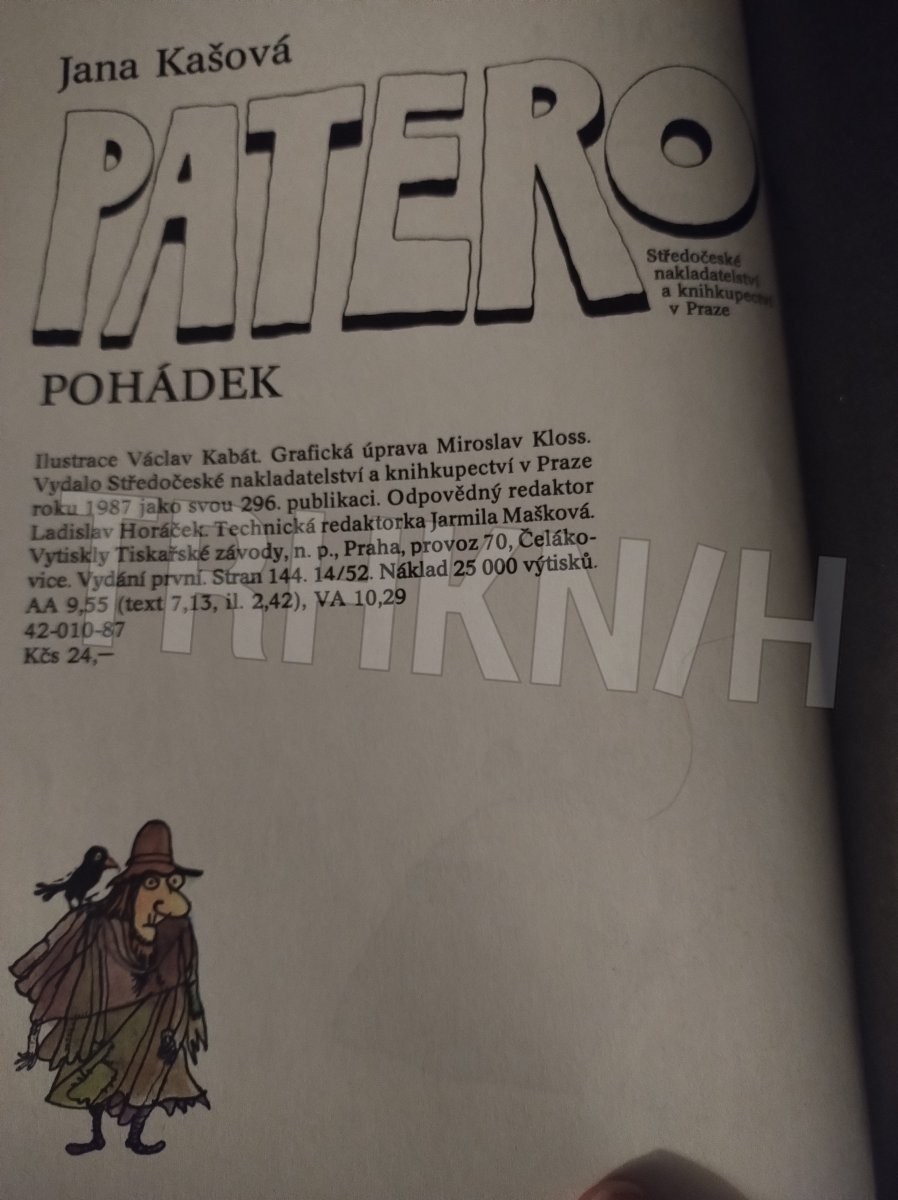 Jana Kašová
PATERO
Středočeské
nakladatelství
a knihkupectví
v Praze
POHÁDEK
Ilustrace Václav Kabát. Grafická úprava Miroslav Kloss.
Vydalo Středočeské nakladatelství a knihkupectví v Praze
roku 1987 jako svou 296. publikaci. Odpovědný redaktor
Ladislav Horáček. Technická redaktorka Jarmila Mašková.
Vytiskly Tiskařské závody, n. p., Praha, provoz 70, Čeláko-
vice. Vydání první. Stran 144. 14/52. Náklad 25 000 výtisků.
AA 9,55 (text 7,13, il. 2,42), VA 10,29
42-010-87
Kčs 24,—